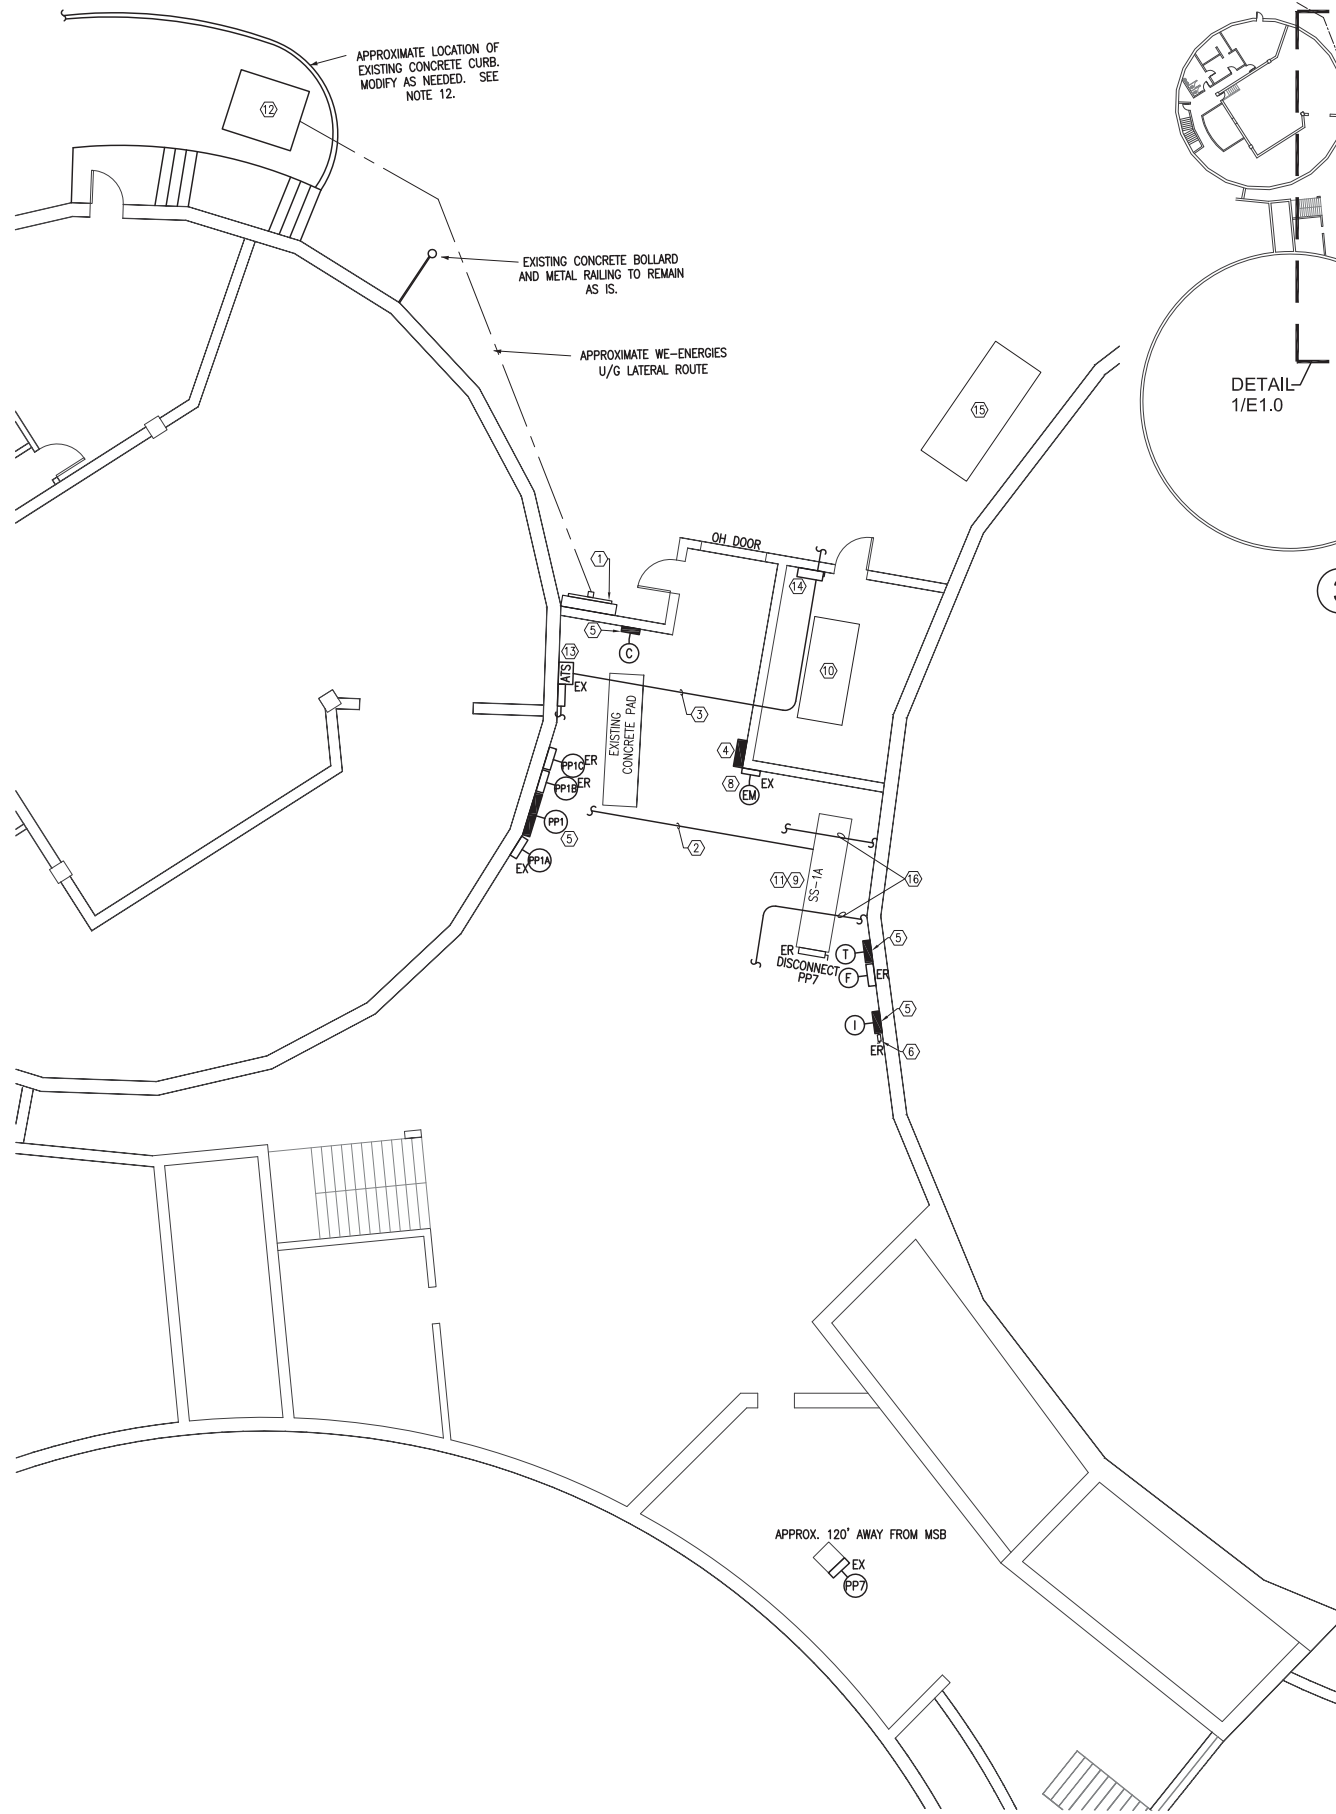 APPROXIMATE LOCATION OF
EXISTING CONCRETE CURB.
MODIFY AS NEEDED. SEE
NOTE 12.
12
EXISTING CONCRETE BOLLARD
AND METAL RAILING TO REMAIN
AS IS.
APPROXIMATE WE-ENERGIES
U/G LATERAL ROUTE
DETAIL
1/E1.0
15
OH DOOR
1
14
5
C
13
ATS
EX
10
3
EXISTING
CONCRETE PAD
4
8
EX
EM
PP1C
ER
PP1B
ER
PP1
5
PP1A
EX
2
11
9
SS-1A
16
5
T
ER
DISCONNECT
PP7
F
ER
5
I
ER
6
APPROX. 120' AWAY FROM MSB
EX
PP7